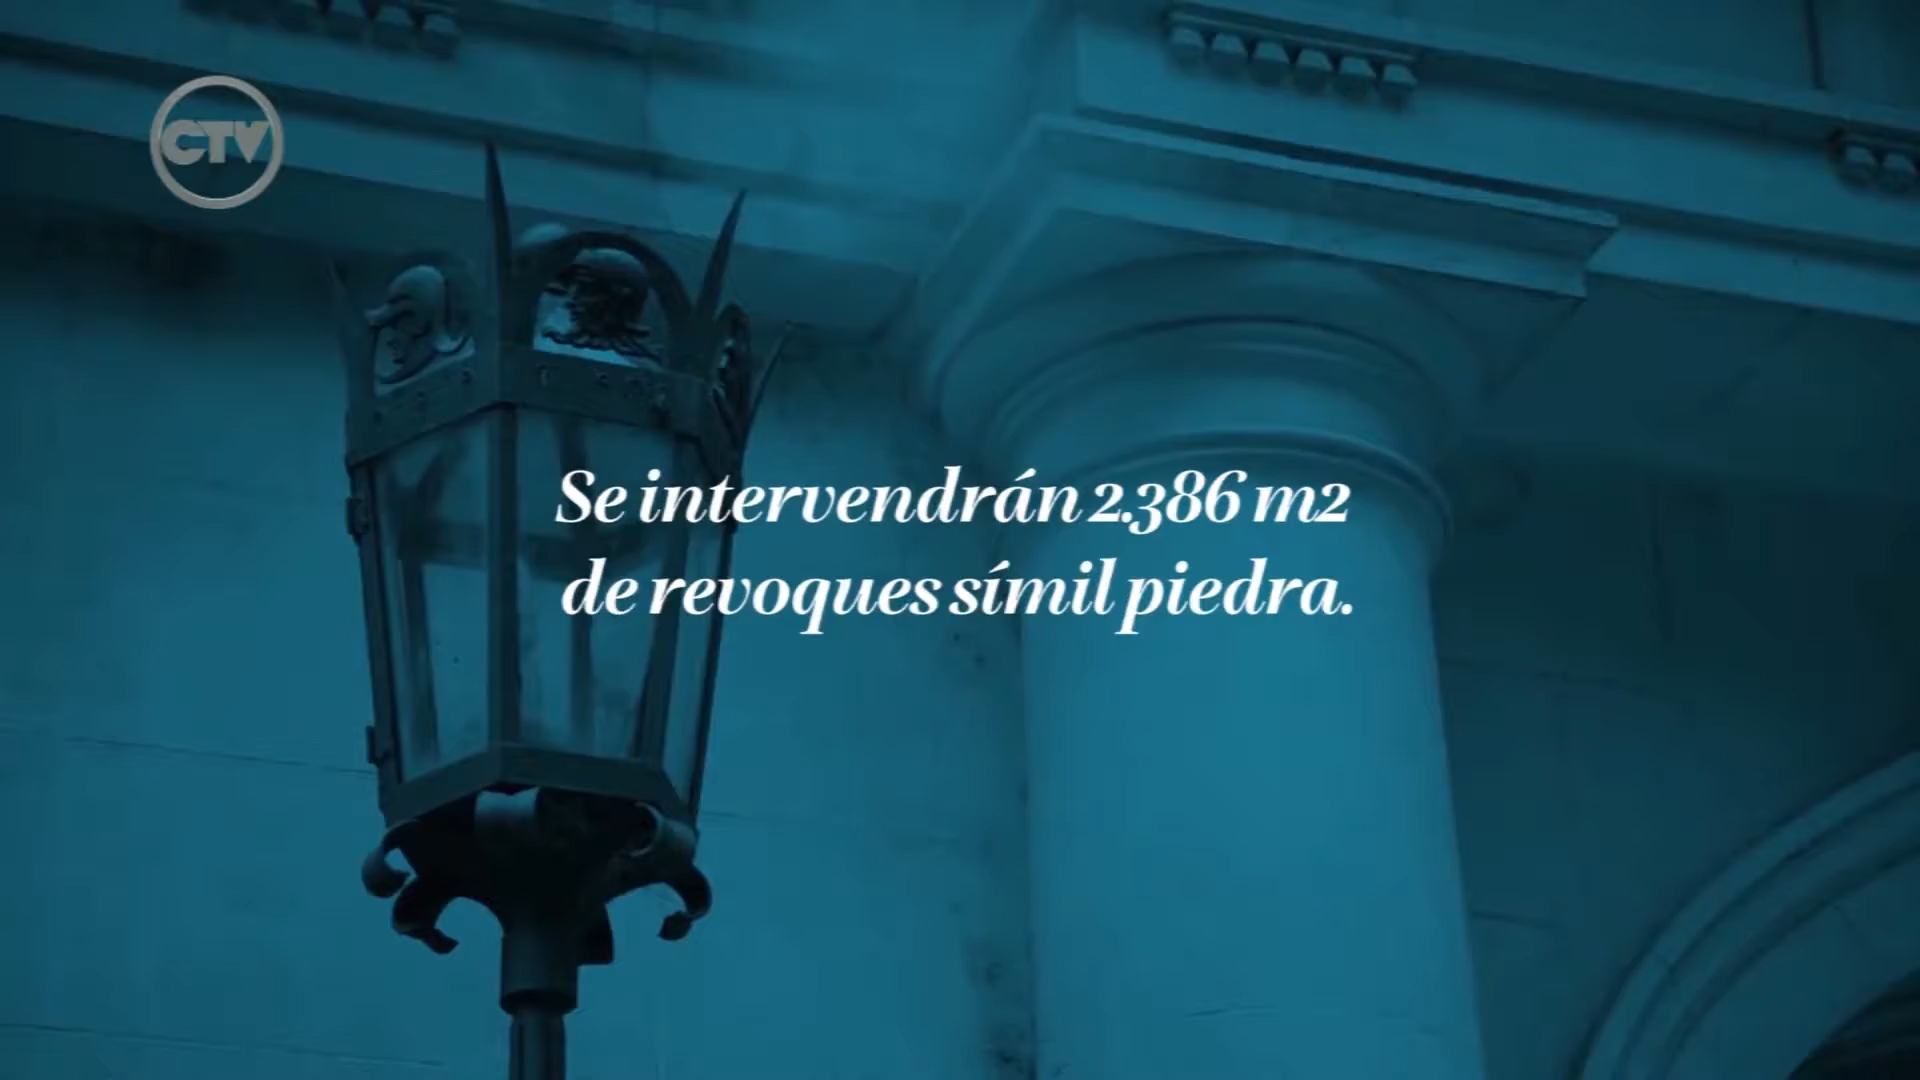 CTV
Se intervendrán 2.386 m2
de revoques símil piedra.